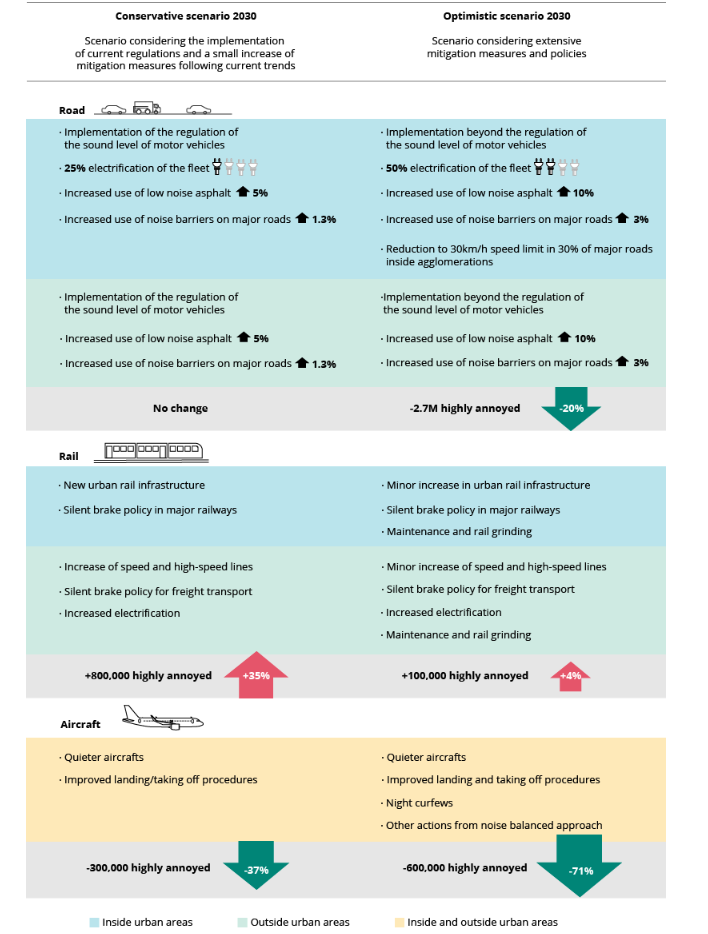 Conservative scenario 2030
Optimistic scenario 2030
Scenario considering the implementation
of current regulations and a small increase of
mitigation measures following current trends
Scenario considering extensive
mitigation measures and policies
Road
· Implementation of the regulation of
the sound level of motor vehicles
· 25% electrification of the fleet
· Increased use of low noise asphalt 5%
· Increased use of noise barriers on major roads 1.3%
· Implementation beyond the regulation of
the sound level of motor vehicles
· 50% electrification of the fleet
· Increased use of low noise asphalt 10%
· Increased use of noise barriers on major roads 3%
· Reduction to 30km/h speed limit in 30% of major roads
inside agglomerations
· Implementation of the regulation of
the sound level of motor vehicles
· Increased use of low noise asphalt 5%
· Increased use of noise barriers on major roads 1.3%
·Implementation beyond the regulation of
the sound level of motor vehicles
· Increased use of low noise asphalt 10%
· Increased use of noise barriers on major roads 3%
No change
-2.7M highly annoyed -20%
Rail
· New urban rail infrastructure
· Silent brake policy in major railways
· Minor increase in urban rail infrastructure
· Silent brake policy in major railways
· Maintenance and rail grinding
· Increase of speed and high-speed lines
· Silent brake policy for freight transport
· Increased electrification
· Minor increase of speed and high-speed lines
· Silent brake policy for freight transport
· Increased electrification
· Maintenance and rail grinding
+800,000 highly annoyed +35%
+100,000 highly annoyed +4%
Aircraft
· Quieter aircrafts
· Improved landing/taking off procedures
· Quieter aircrafts
· Improved landing and taking off procedures
· Night curfews
· Other actions from noise balanced approach
-300,000 highly annoyed -37%
-600,000 highly annoyed -71%
Inside urban areas
Outside urban areas
Inside and outside urban areas